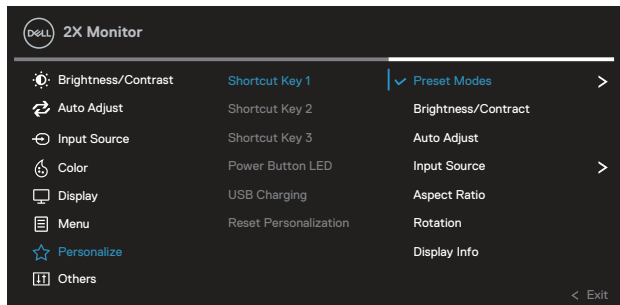 DELL 2X Monitor
Brightness/Contrast
Auto Adjust
Input Source
Color
Display
Menu
Personalize
Others
Shortcut Key 1
Shortcut Key 2
Shortcut Key 3
Power Button LED
USB Charging
Reset Personalization
Preset Modes >
Brightness/Contract
Auto Adjust
Input Source >
Aspect Ratio
Rotation
Display Info
< Exit